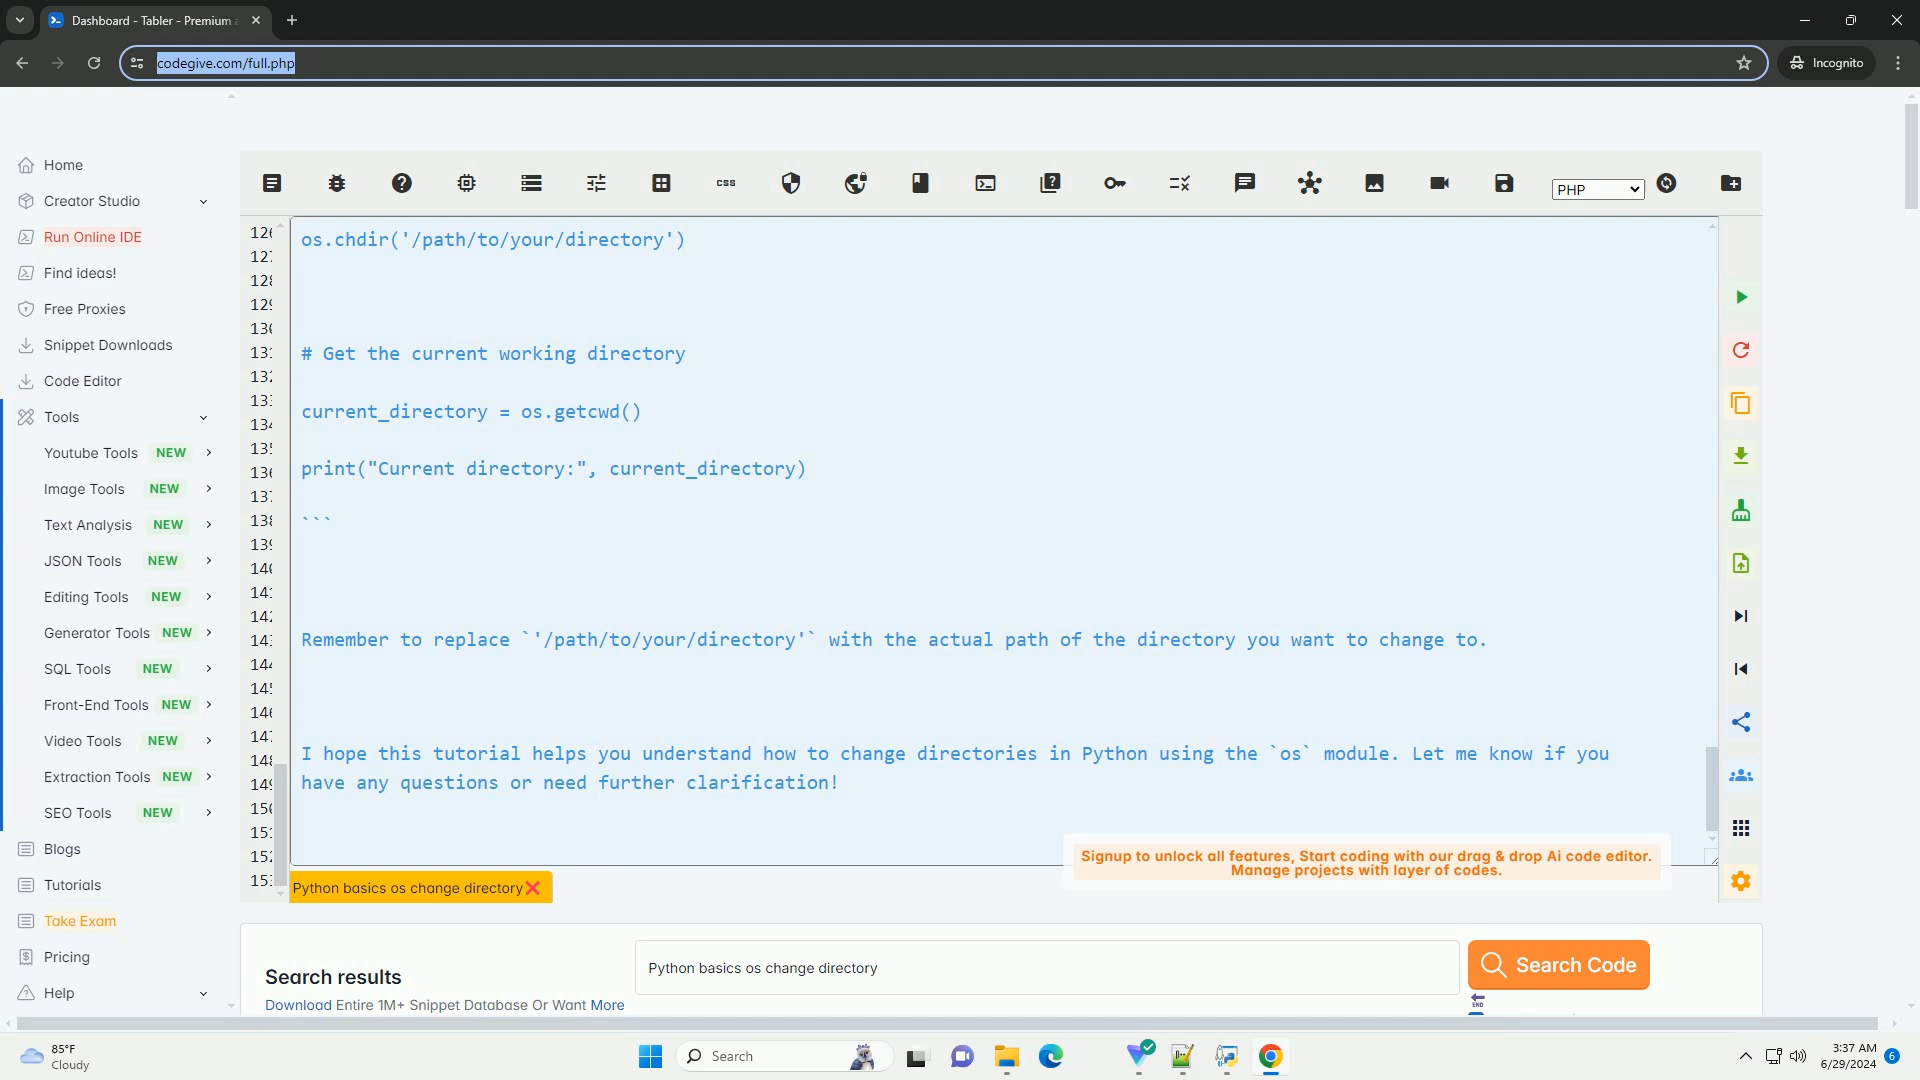 Dashboard - Tabler - Premium
codegive.com/full.php
Incognito
Home
Creator Studio
Run Online IDE
Find ideas!
Free Proxies
Snippet Downloads
Code Editor
Tools
Youtube Tools NEW
Image Tools NEW
Text Analysis NEW
JSON Tools NEW
Editing Tools NEW
Generator Tools NEW
SQL Tools NEW
Front-End Tools NEW
Video Tools NEW
Extraction Tools NEW
SEO Tools NEW
Blogs
Tutorials
Take Exam
Pricing
Help
css
PHP
os.chdir('/path/to/your/directory')
# Get the current working directory
current_directory = os.getcwd()
print("Current directory:", current_directory)
```
Remember to replace `'/path/to/your/directory'` with the actual path of the directory you want to change to.
I hope this tutorial helps you understand how to change directories in Python using the `os` module. Let me know if you
have any questions or need further clarification!
Signup to unlock all features, Start coding with our drag & drop Ai code editor.
Manage projects with layer of codes.
Python basics os change directory
Search results
Download Entire 1M+ Snippet Database Or Want More
Python basics os change directory
Search Code
END
85°F
Cloudy
Search
3:37 AM
6/29/2024
6